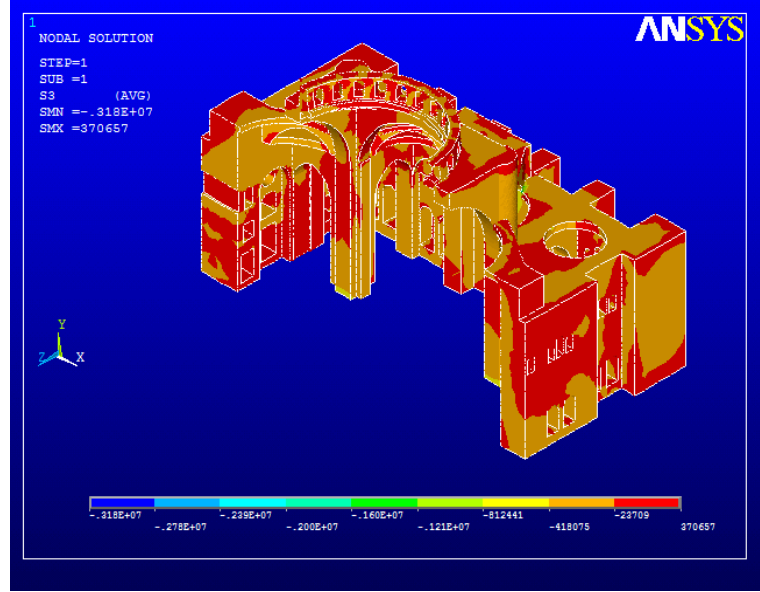 1
ANSYS
NODAL SOLUTION
STEP=1
SUB =1
S3 (AVG)
SMN =-.318E+07
SMX =370657
Y
Z X
-.318E+07 -.239E+07 -.160E+07 -812441 -23709
-.278E+07 -.200E+07 -.121E+07 -418075 370657